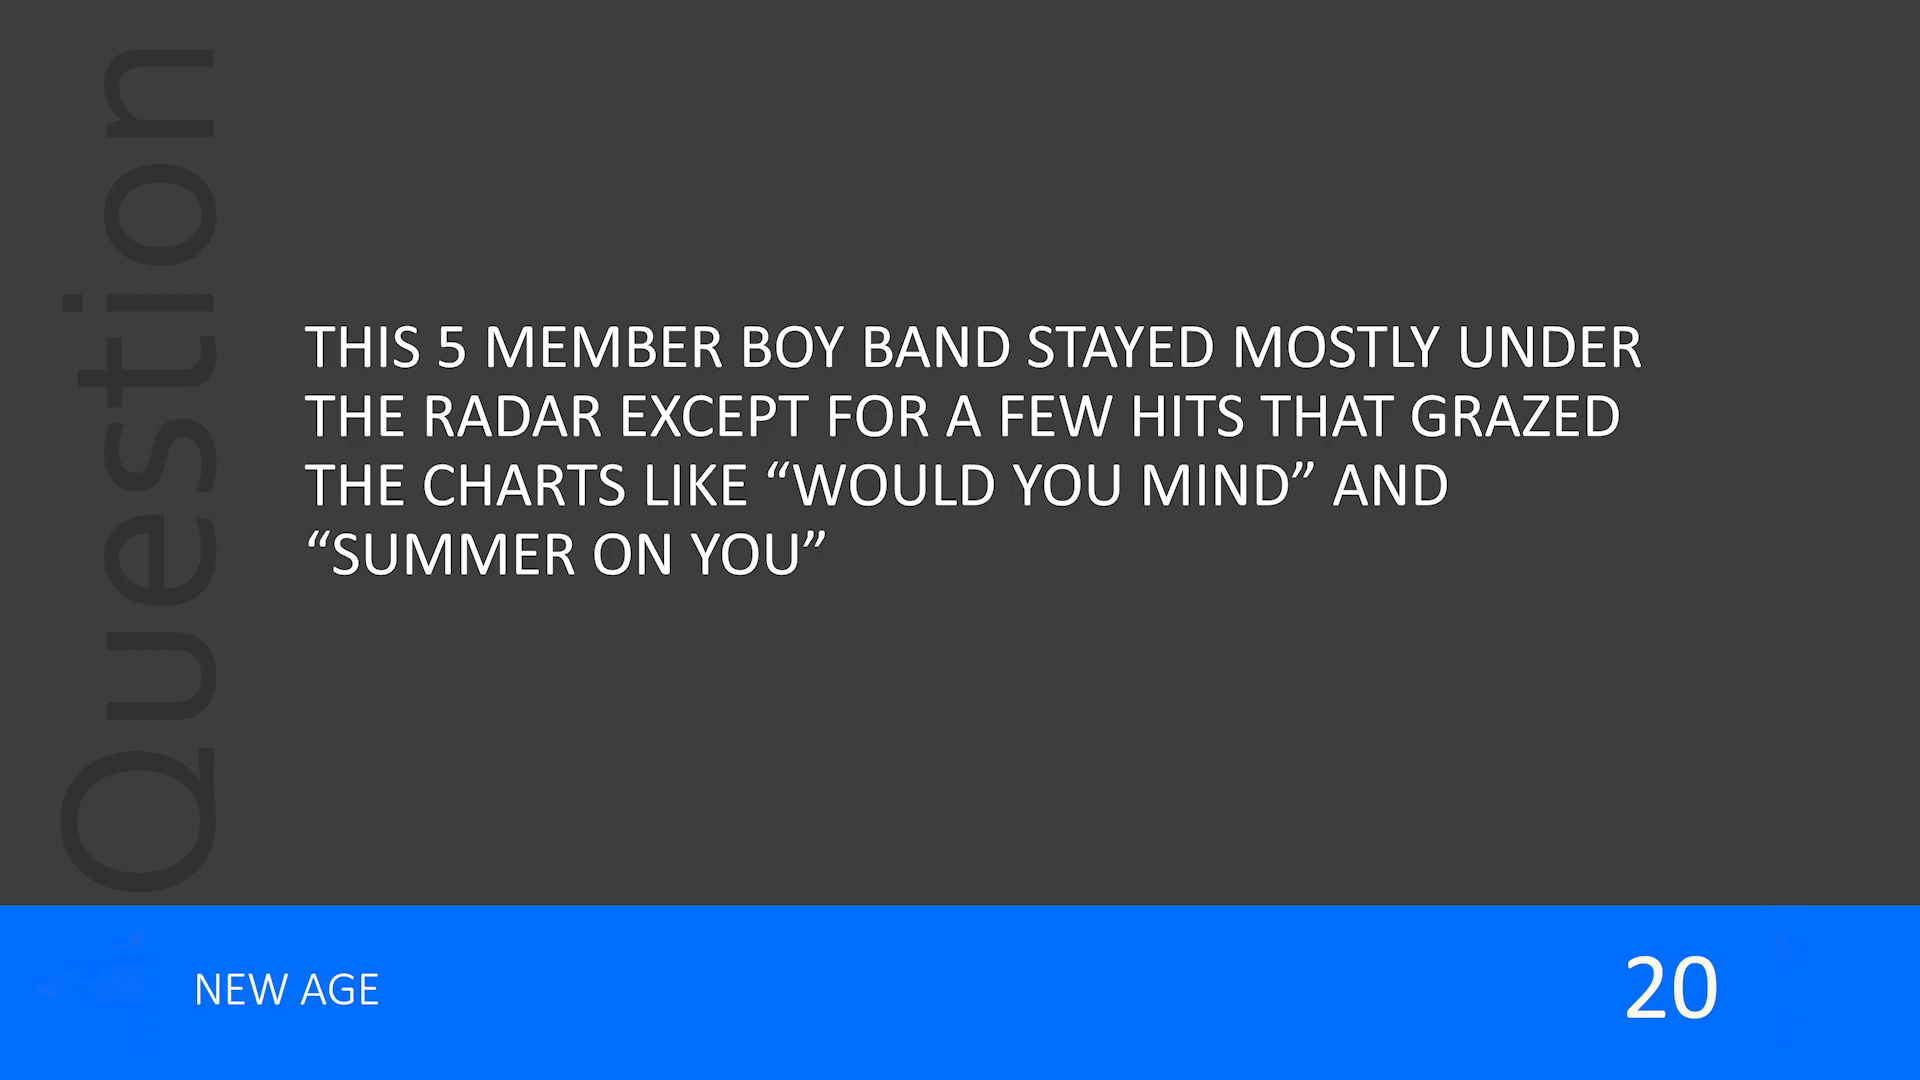 Question
THIS 5 MEMBER BOY BAND STAYED MOSTLY UNDER
THE RADAR EXCEPT FOR A FEW HITS THAT GRAZED
THE CHARTS LIKE “WOULD YOU MIND” AND
“SUMMER ON YOU”
NEW AGE
20